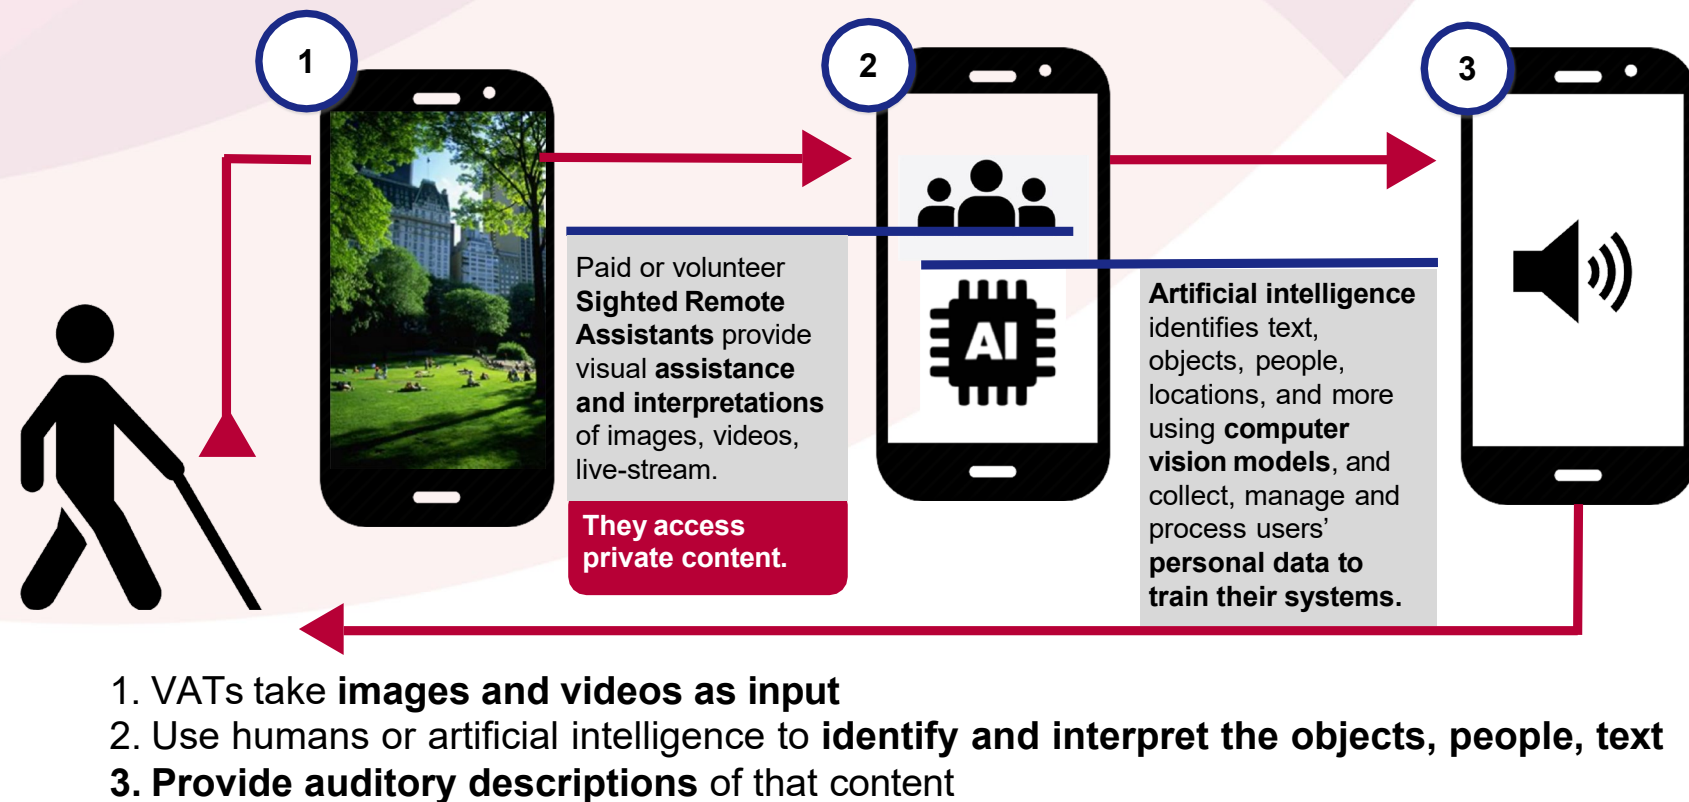 1
2
3
Paid or volunteer
Sighted Remote
Assistants provide
visual assistance
and interpretations
of images, videos,
live-stream.
They access
private content.
AI
Artificial intelligence
identifies text,
objects, people,
locations, and more
using computer
vision models, and
collect, manage and
process users'
personal data to
train their systems.
1. VATs take images and videos as input
2. Use humans or artificial intelligence to identify and interpret the objects, people, text
3. Provide auditory descriptions of that content